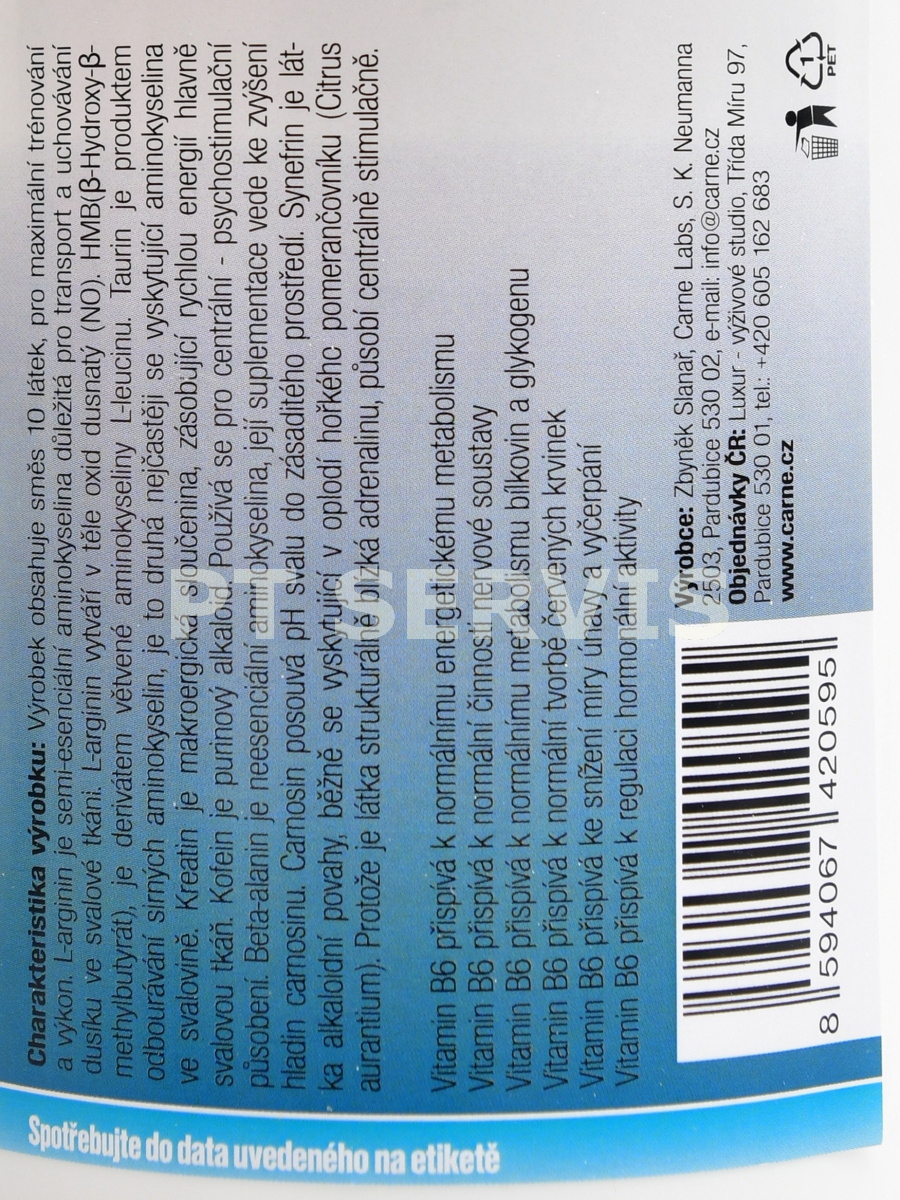 Charakteristika výrobku: Výrobek obsahuje směs 10 látek, pro maximální trénování
a výkon. L-arginin je semi-esenciální aminokyselina důležitá pro transport a uchovávání
dusíku ve svalové tkáni. L-arginin vytváří v těle oxid dusnatý (NO). HMB(β-Hydroxy-β-
methylbutyrát), je derivátem větvené aminokyseliny L-leucinu. Taurin je produktem
odbourávání sirných aminokyselin, je to druhá nejčastěji se vyskytující aminokyselina
ve svalovině. Kreatin je makroergická sloučenina, zásobující rychlou energií hlavně
svalovou tkáň. Kofein je purinový alkaloid. Používá se pro centrální - psychostimulační
působení. Beta-alanin je neesenciální aminokyselina, její suplementace vede ke zvýšení
hladin carnosinu. Carnosin posouvá pH svalu do zásaditého prostředí. Synefrin je lát-
ka alkaloidní povahy, běžně se vyskytující v oplodí hořkého pomerančovníku (Citrus
aurantium). Protože je látka strukturálně blízká adrenalinu, působí centrálně stimulačně.
Vitamin B6 přispívá k normálnímu energetickému metabolismu
Vitamin B6 přispívá k normální činnosti nervové soustavy
Vitamin B6 přispívá k normálnímu metabolismu bílkovin a glykogenu
Vitamin B6 přispívá k normální tvorbě červených krvinek
Vitamin B6 přispívá ke snížení míry únavy a vyčerpání
Vitamin B6 přispívá k regulaci hormonální aktivity
Výrobce: Zbyněk Slanař, Carne Labs, S. K. Neumanna
2503, Pardubice 530 02, e-mail: info@carne.cz
Objednávky ČR: Luxur - výživové studio, Třída Míru 97,
Pardubice 530 01, tel.: +420 605 162 683
www.carne.cz
1
PET
8 594067 420595
Spotřebujte do data uvedeného na etiketě
PT SERVIS